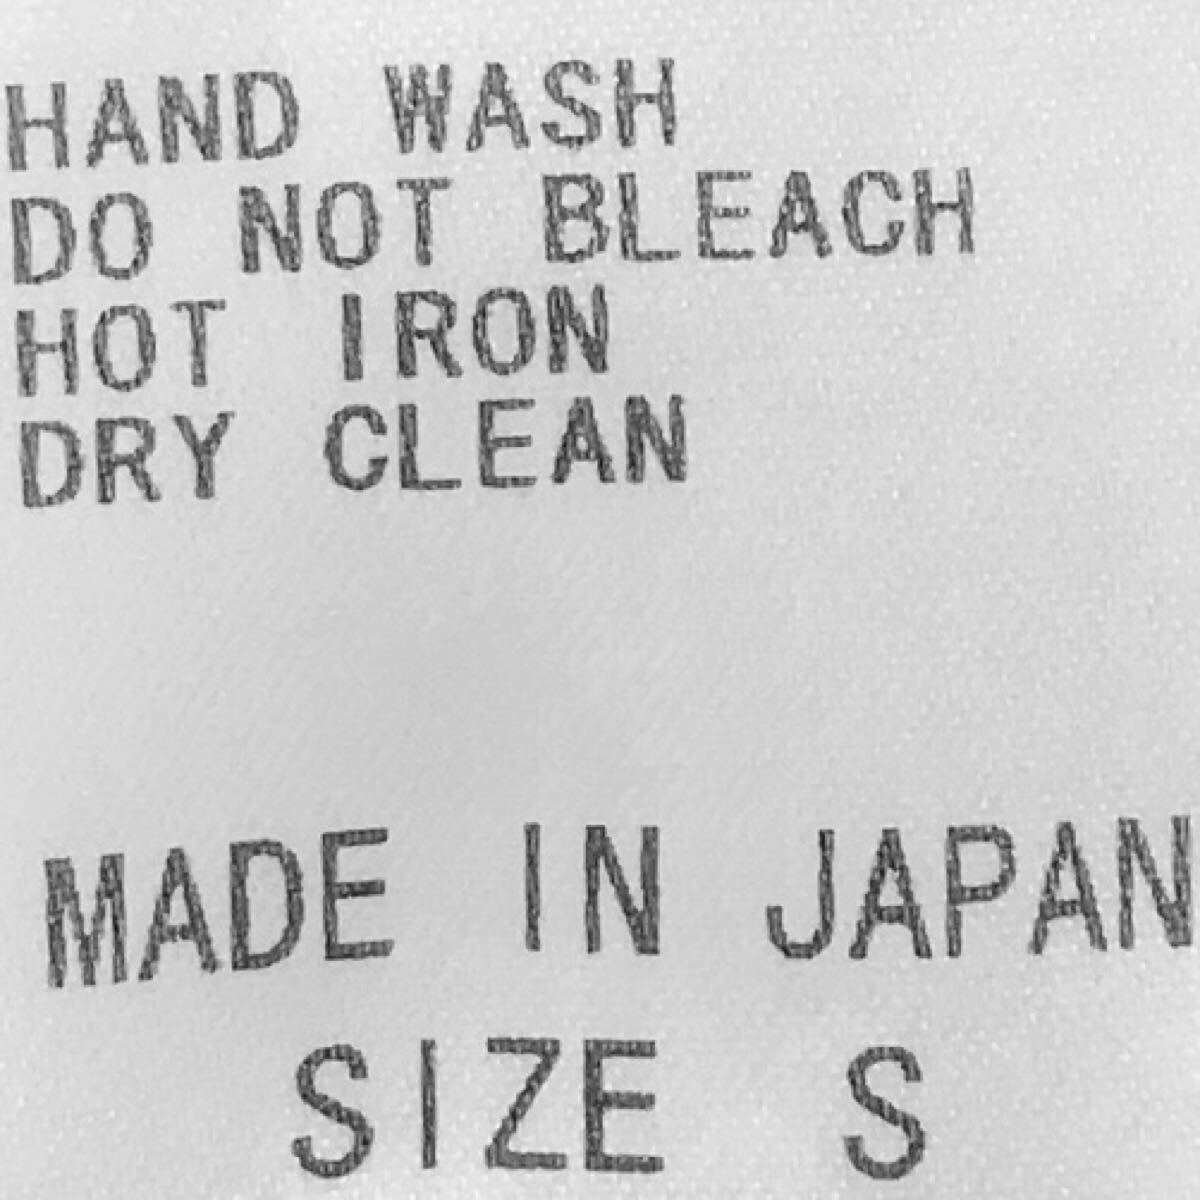 HAND WASH
DO NOT BLEACH
HOT IRON
DRY CLEAN
MADE IN JAPAN
SIZE S